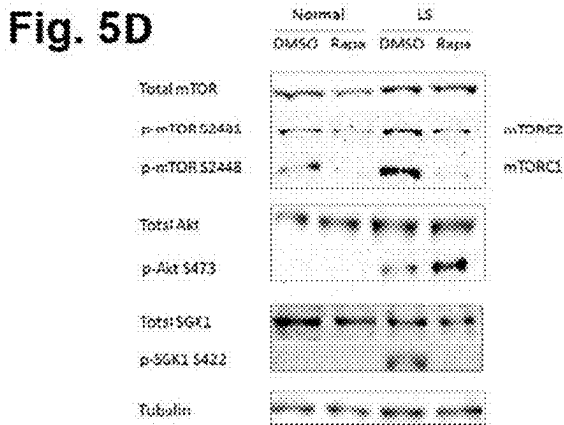 Fig. 5D
Normal LS
DMSO Rapa DMSO Rapa
Total mTOR
p-mTOR S2481 mTORC2
p-mTOR S2448 mTORC1
Total Akt
p-Akt S473
Total SGK1
p-SGK1 S422
Tubulin